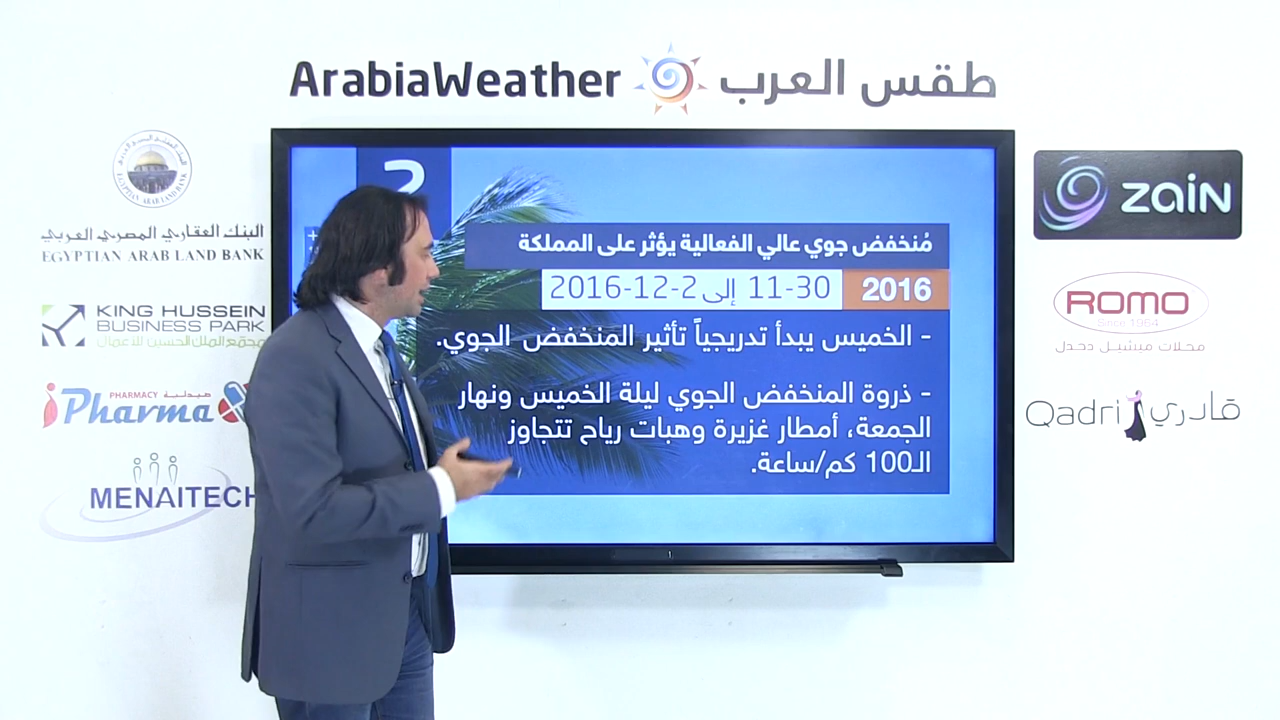 ArabiaWeather طقس العرب
2
مُنخفض جوي عالي الفعالية يؤثر على المملكة
2016
30-11 إلى 2-12-2016
- الخميس يبدأ تدريجياً تأثير المنخفض الجوي.
- ذروة المنخفض الجوي ليلة الخميس ونهار
الجمعة، أمطار غزيرة وهبات رياح تتجاوز
الـ100 كم/ساعة.
البنك العقاري المصري العربي
EGYPTIAN ARAB LAND BANK
KING HUSSEIN
BUSINESS PARK
مجمع الملك الحسين للأعمال
PHARMACY صيدلية
iPharma
MENAITECH
zain
ROMO
Since 1964
محلات ميشيل دحدل
Qadri قادري